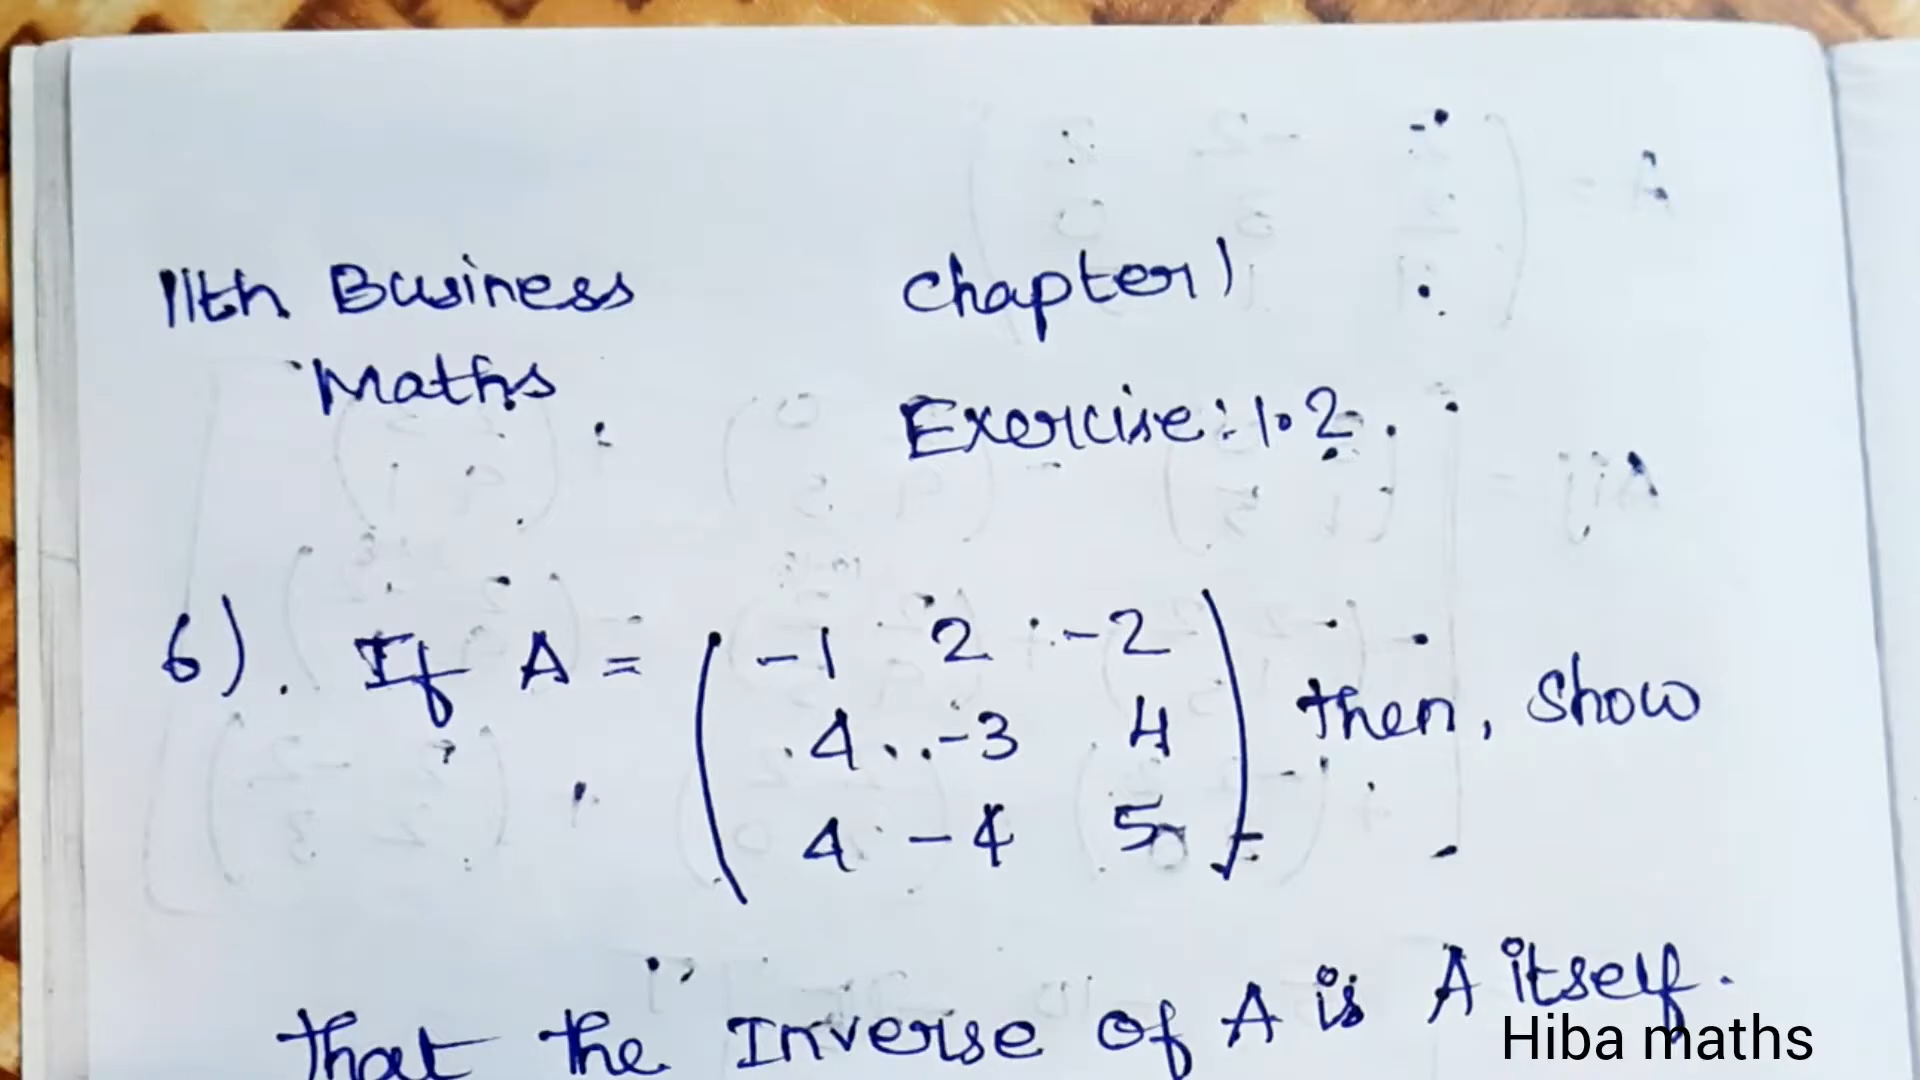 11th Business
Maths
chapter 1
Exercise: 1.2.
6). If A = ( -1 2 -2
4 -3 4
4 -4 5 ) then, show
that the Inverse of A is A itself.
Hiba maths